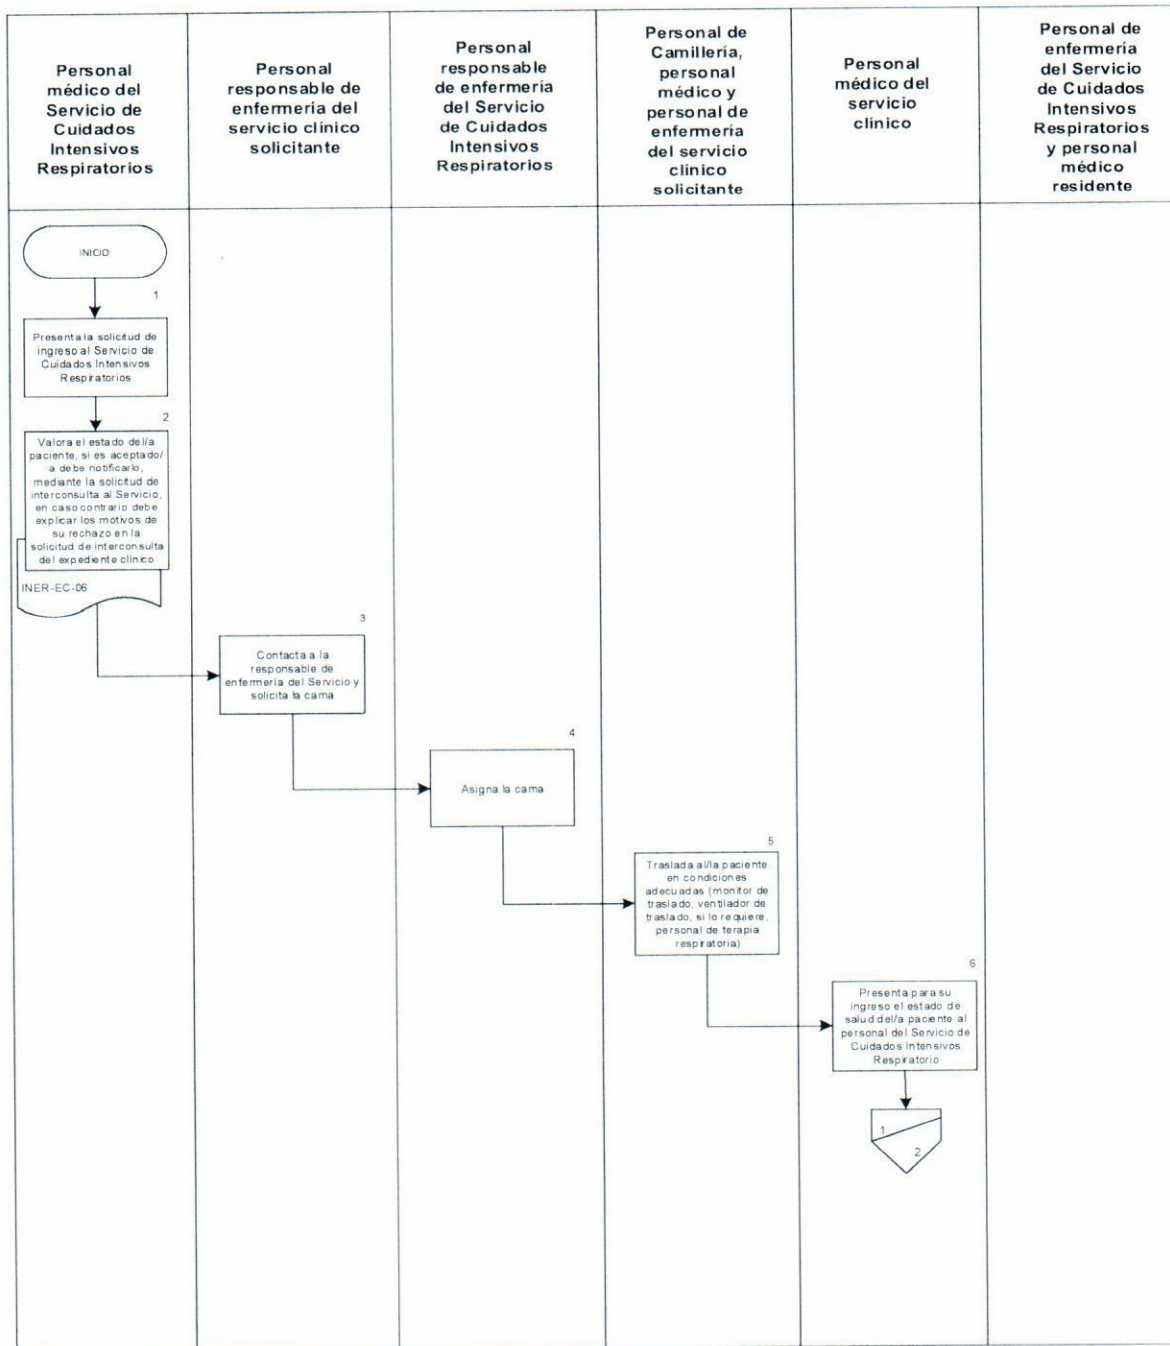 Personal
médico del
Servicio de
Cuidados
Intensivos
Respiratorios
Personal
responsable de
enfermería del
servicio clínico
solicitante
Personal
responsable
de enfermería
del Servicio
de Cuidados
Intensivos
Respiratorios
Personal de
Camillería,
personal
médico y
personal de
enfermería
del servicio
clínico
solicitante
Personal
médico del
servicio
clínico
Personal de
enfermería
del Servicio
de Cuidados
Intensivos
Respiratorios
y personal
médico
residente
INICIO
1
Presenta la solicitud de
ingreso al Servicio de
Cuidados Intensivos
Respiratorios
2
Valora el estado del/a
paciente, si es aceptado/
a debe notificarlo,
mediante la solicitud de
interconsulta al Servicio,
en caso contrario debe
explicar los motivos de
su rechazo en la
solicitud de interconsulta
del expediente clínico
INER-EC-06
3
Contacta a la
responsable de
enfermería del Servicio y
solicita la cama
4
Asigna la cama
5
Traslada al/la paciente
en condiciones
adecuadas (monitor de
traslado, ventilador de
traslado, si lo requiere,
personal de terapia
respiratoria)
6
Presenta para su
ingreso el estado de
salud del/a paciente al
personal del Servicio de
Cuidados Intensivos
Respiratorio
1
2